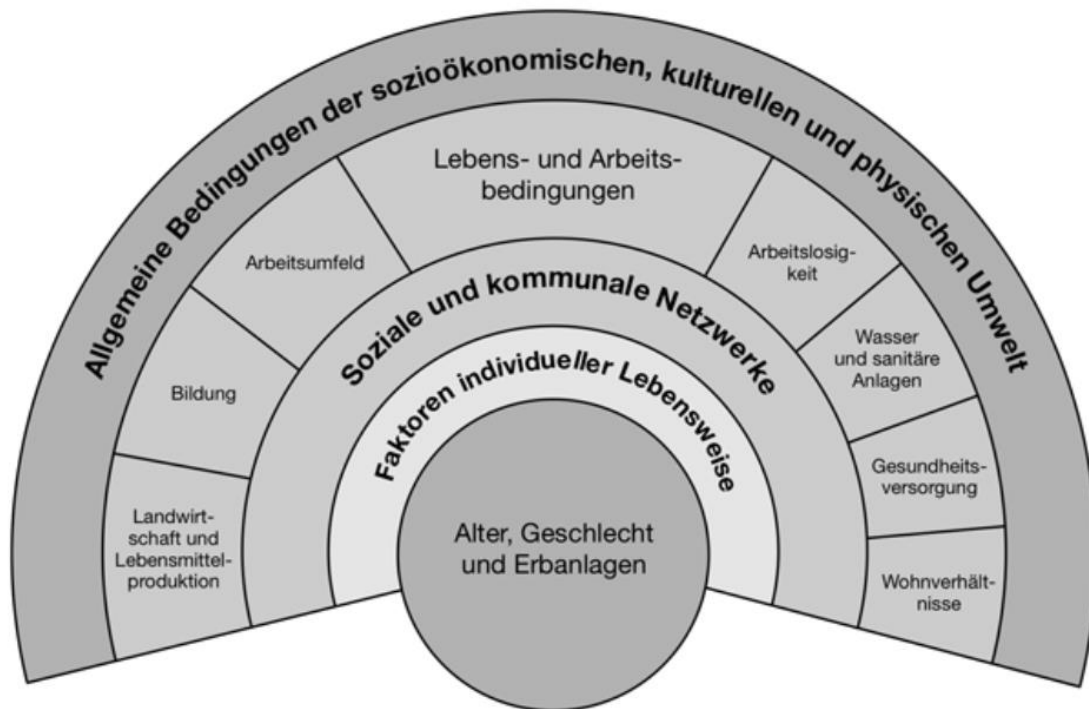 Allgemeine Bedingungen der sozioökonomischen, kulturellen und physischen Umwelt
Lebens- und Arbeits-
bedingungen
Arbeitsumfeld
Bildung
Landwirt-
schaft und
Lebensmittel-
produktion
Arbeitslosig-
keit
Wasser
und sanitäre
Anlagen
Gesundheits-
versorgung
Wohnverhält-
nisse
Soziale und kommunale Netzwerke
Faktoren individueller Lebensweise
Alter, Geschlecht
und Erbanlagen